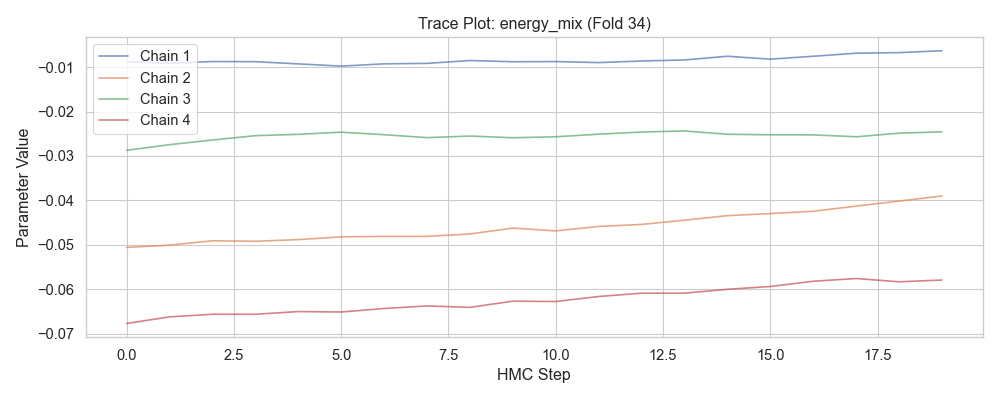 Trace Plot: energy_mix (Fold 34)
Chain 1
Chain 2
Chain 3
Chain 4
Parameter Value
−0.01
−0.02
−0.03
−0.04
−0.05
−0.06
−0.07
0.0 2.5 5.0 7.5 10.0 12.5 15.0 17.5
HMC Step